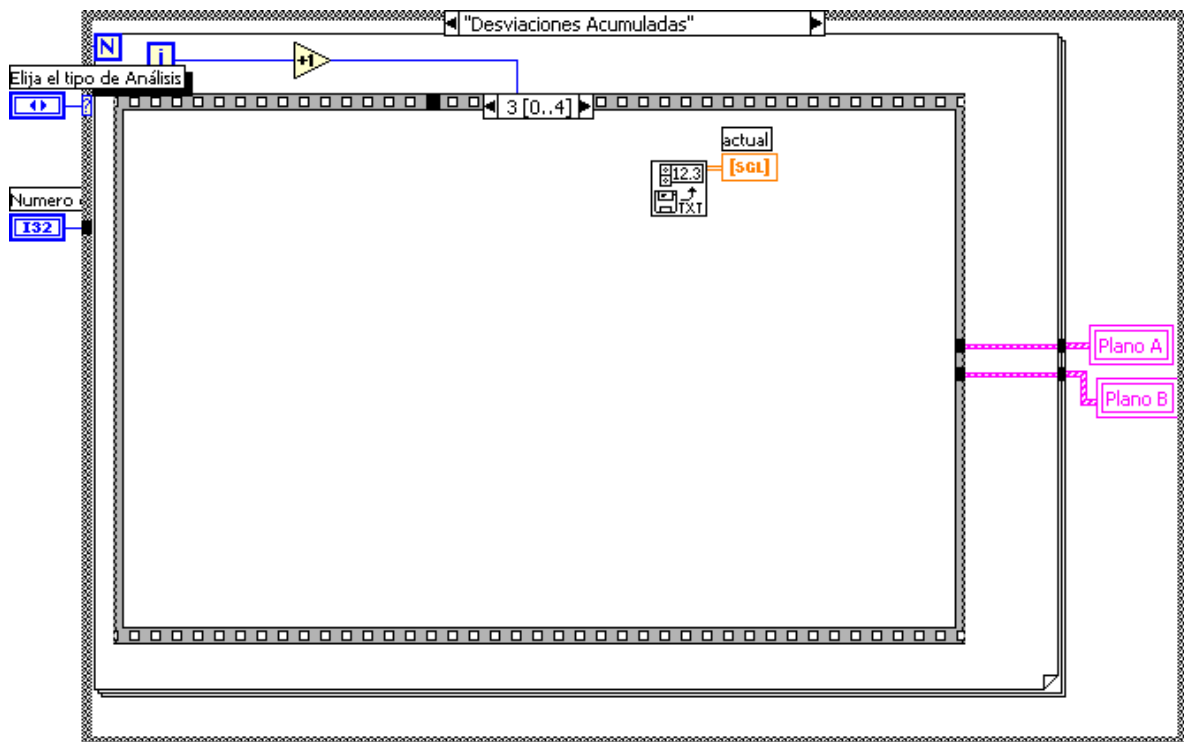 "Desviaciones Acumuladas"
N
i
+1
Elija el tipo de Análisis
?
3 [0..4]
actual
[SGL]
12.3
TXT
Numero
I32
Plano A
Plano B